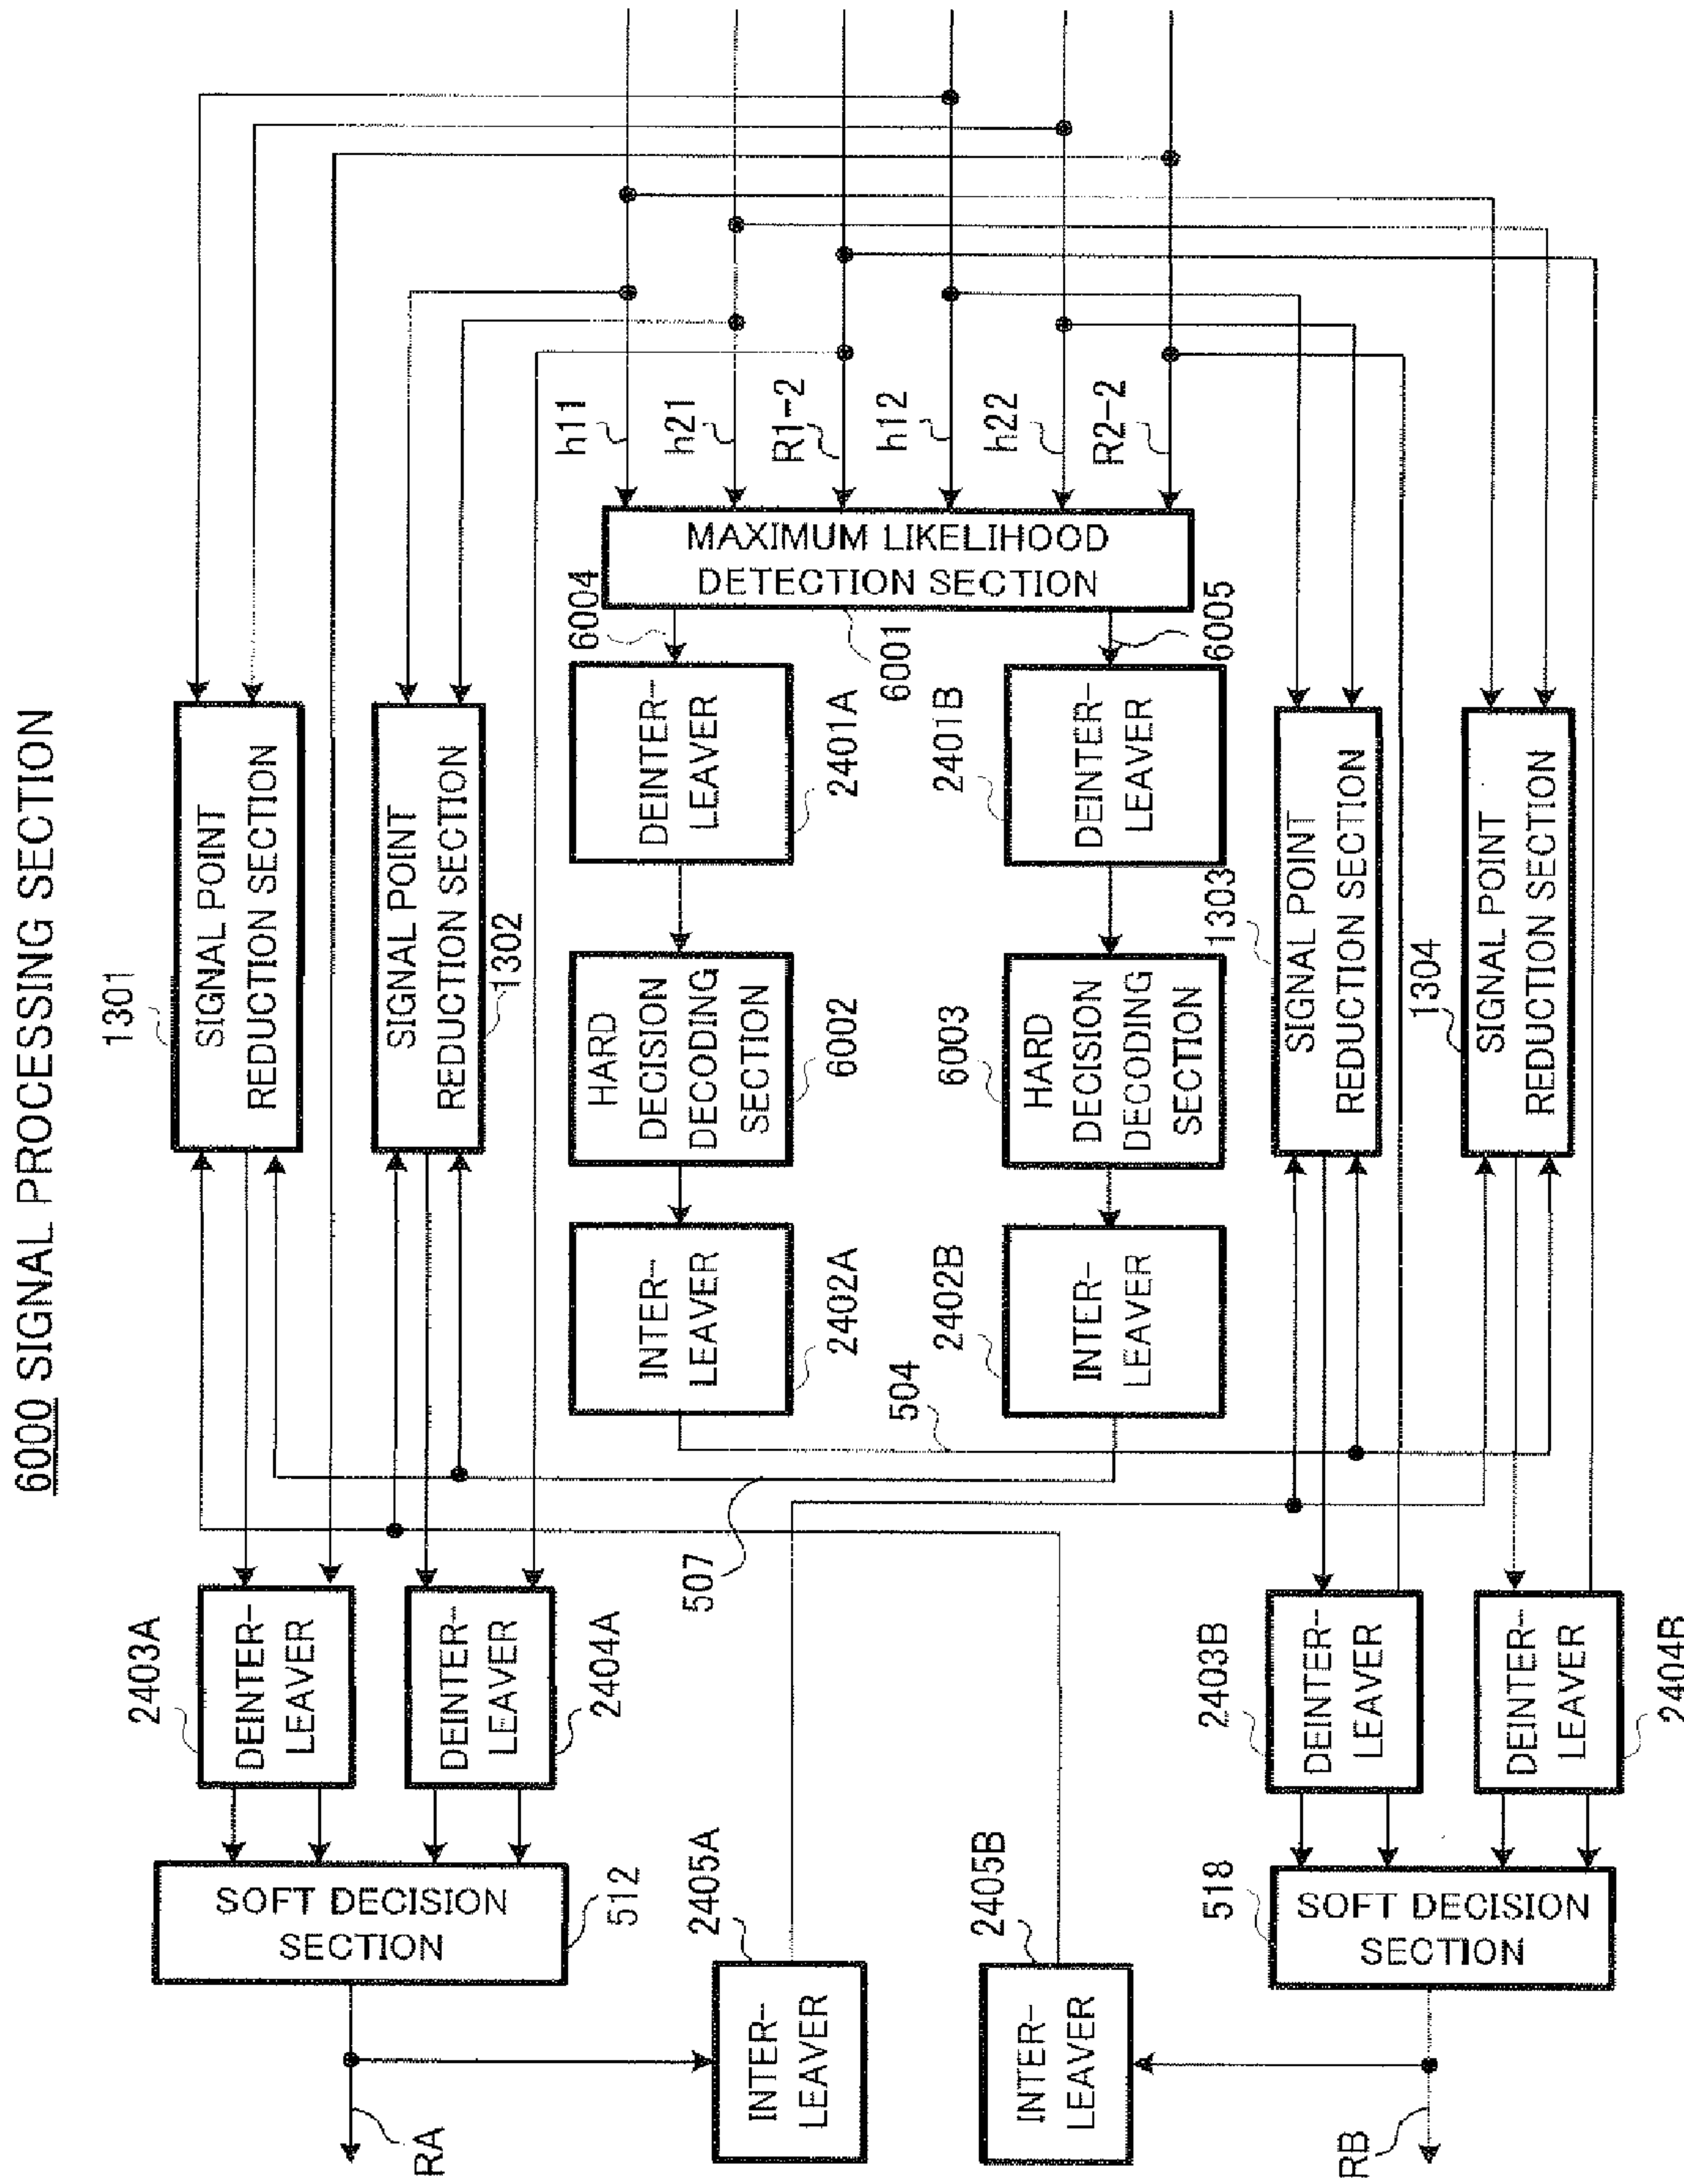 6000 SIGNAL PROCESSING SECTION
1301
SIGNAL POINT
REDUCTION SECTION
SIGNAL POINT
REDUCTION SECTION
1302
h11
h21
R1-2
h12
h22
R2-2
MAXIMUM LIKELIHOOD
DETECTION SECTION
6001
6004
6005
DEINTER-
LEAVER
2401A
2401B
DEINTER-
LEAVER
HARD
DECISION
DECODING
SECTION
6002
6003
HARD
DECISION
DECODING
SECTION
INTER-
LEAVER
2402A
2402B
INTER-
LEAVER
504
507
1303
SIGNAL POINT
REDUCTION SECTION
1304
SIGNAL POINT
REDUCTION SECTION
2403A
DEINTER-
LEAVER
DEINTER-
LEAVER
2404A
2403B
DEINTER-
LEAVER
DEINTER-
LEAVER
2404B
SOFT DECISION
SECTION
512
2405A
INTER-
LEAVER
2405B
INTER-
LEAVER
518
SOFT DECISION
SECTION
RA
RB